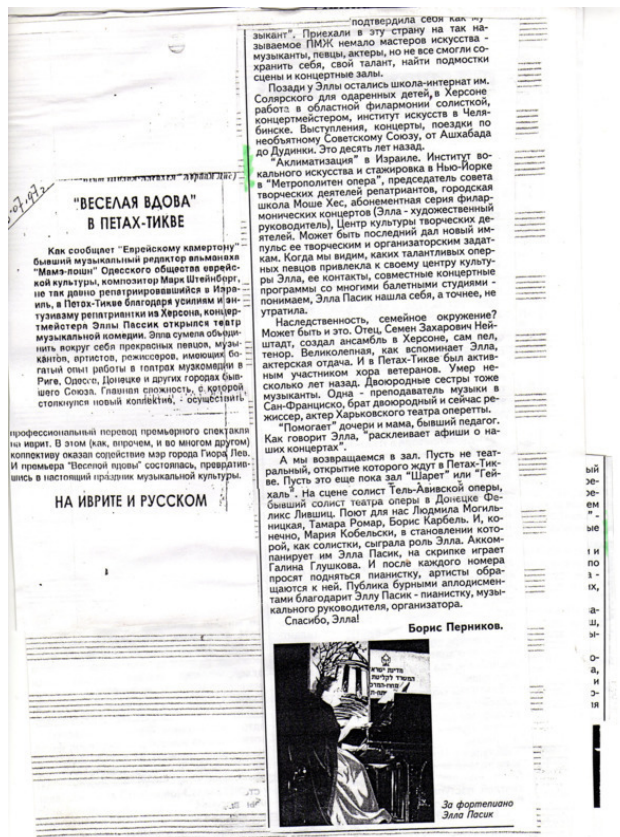 "ВЕСЕЛАЯ ВДОВА"
В ПЕТАХ-ТИКВЕ
Как сообщает "Еврейскому камертону"
бывший музыкальный редактор альманаха
"Мамэ-лошн" Одесского общества еврейс-
кой культуры, композитор Марк Штейнберг,
не так давно репатриировавшийся в Изра-
иль, в Петах-Тикве благодаря усилиям и эн-
тузиазму репатриантки из Херсона, концер-
тмейстера Эллы Пассик открылся театр
музыкальной комедии. Элла сумела объеди-
нить вокруг себя прекрасных певцов, музы-
кантов, артистов, режиссеров, имеющих бо-
гатый опыт работы в театрах музкомедии в
Риге, Одессе, Донецке и других городах быв-
шего Союза. Главная сложность, с которой
столкнулся новый коллектив, - осуществить
профессиональный перевод премьерного спектакля
на иврит. В этом (как, впрочем, и во многом другом)
коллективу оказал содействие мэр города Гиора Лев.
И премьера "Веселой вдовы" состоялась, превратив-
шись в настоящий праздник музыкальной культуры.
НА ИВРИТЕ И РУССКОМ
подтвердила себя как му-
зыкант". Приехали в эту страну на так на-
зываемое ПМЖ немало мастеров искусства -
музыканты, певцы, актеры, но не все смогли со-
хранить себя, свой талант, найти подмостки
сцены и концертные залы.
Позади у Эллы остались школа-интернат им.
Солярского для одаренных детей, в Херсоне
работа в областной филармонии солисткой,
концертмейстером, институт искусств в Челя-
бинске. Выступления, концерты, поездки по
необъятному Советскому Союзу, от Ашхабада
до Дудинки. Это десять лет назад.
"Аклиматизация" в Израиле. Институт во-
кального искусства и стажировка в Нью-Йорке
в "Метрополитен опера", председатель совета
творческих деятелей репатриантов, городская
школа Моше Хес, абонементная серия филар-
монических концертов (Элла - художественный
руководитель), Центр культуры творческих де-
ятелей. Может быть последний дал новый им-
пульс ее творческим и организаторским задат-
кам. Когда мы видим, каких талантливых опер-
ных певцов привлекла к своему центру культу-
ры Элла, ее контакты, совместные концертные
программы со многими балетными студиями -
понимаем, Элла Пасик нашла себя, а точнее, не
утратила.
Наследственность, семейное окружение?
Может быть и это. Отец, Семен Захарович Ней-
штадт, создал ансамбль в Херсоне, сам пел,
тенор. Великолепная, как вспоминает Элла,
актерская отдача. И в Петах-Тикве был актив-
ным участником хора ветеранов. Умер не-
сколько лет назад. Двоюродные сестры тоже
музыканты. Одна - преподаватель музыки в
Сан-Франциско, брат двоюродный и сейчас ре-
жиссер, актер Харьковского театра оперетты.
"Помогает" дочери и мама, бывший педагог.
Как говорит Элла, "расклеивает афиши о на-
ших концертах".
А мы возвращаемся в зал. Пусть не теат-
ральный, открытие которого ждут в Петах-Тик-
ве. Пусть это еще пока зал "Шарет" или "Гей-
халь". На сцене солист Тель-Авивской оперы,
бывший солист театра оперы в Донецке Фе-
ликс Лившиц. Поют для нас Людмила Могиль-
ницкая, Тамара Ромар, Борис Карбель. И, ко-
нечно, Мария Кобельски, в становлении кото-
рой, как солистки, сыграла роль Элла. Акком-
панирует им Элла Пасик, на скрипке играет
Галина Глушкова. И после каждого номера
просят подняться пианистку, артисты обра-
щаются к ней. Публика бурными аплодисмен-
тами благодарит Эллу Пасик - пианистку, музы-
кального руководителя, организатора.
Спасибо, Элла!
Борис Перников.
За фортепиано
Элла Пасик